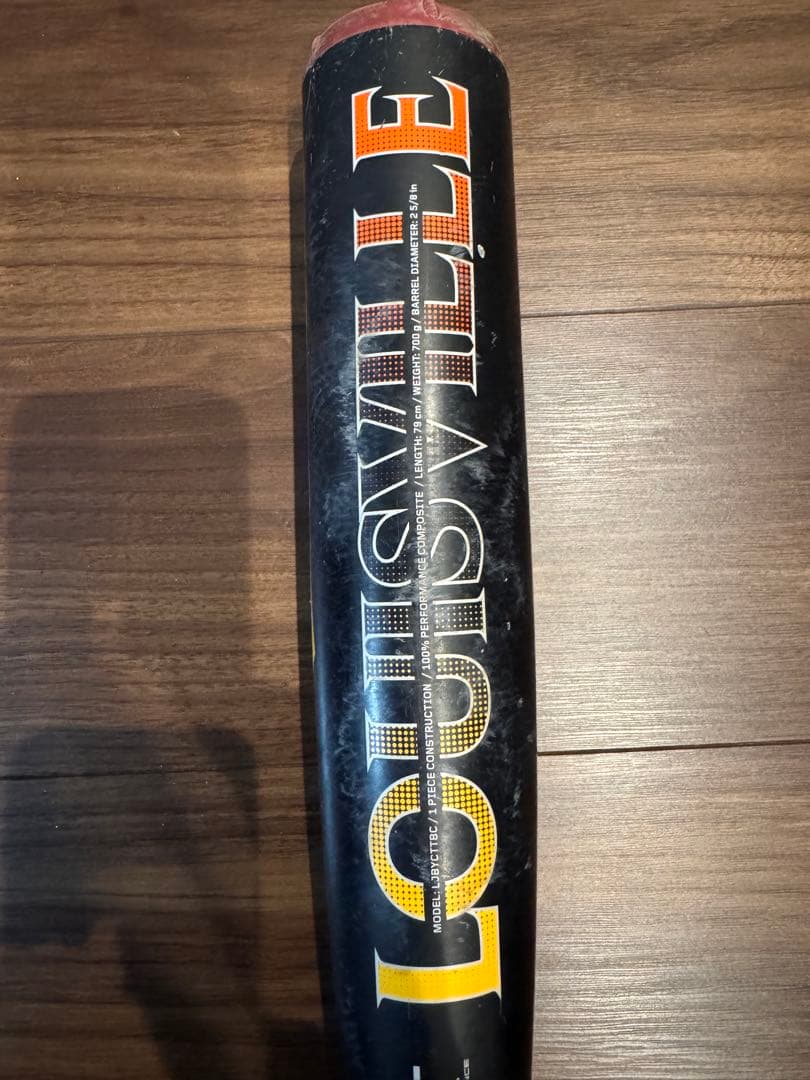 LOUISVILLE
MODEL: LJBYCTTBC / 1 PIECE CONSTRUCTION / 100% PERFORMANCE COMPOSITE / LENGTH: 79 cm / WEIGHT: 700 g / BARREL DIAMETER: 2 5/8 in